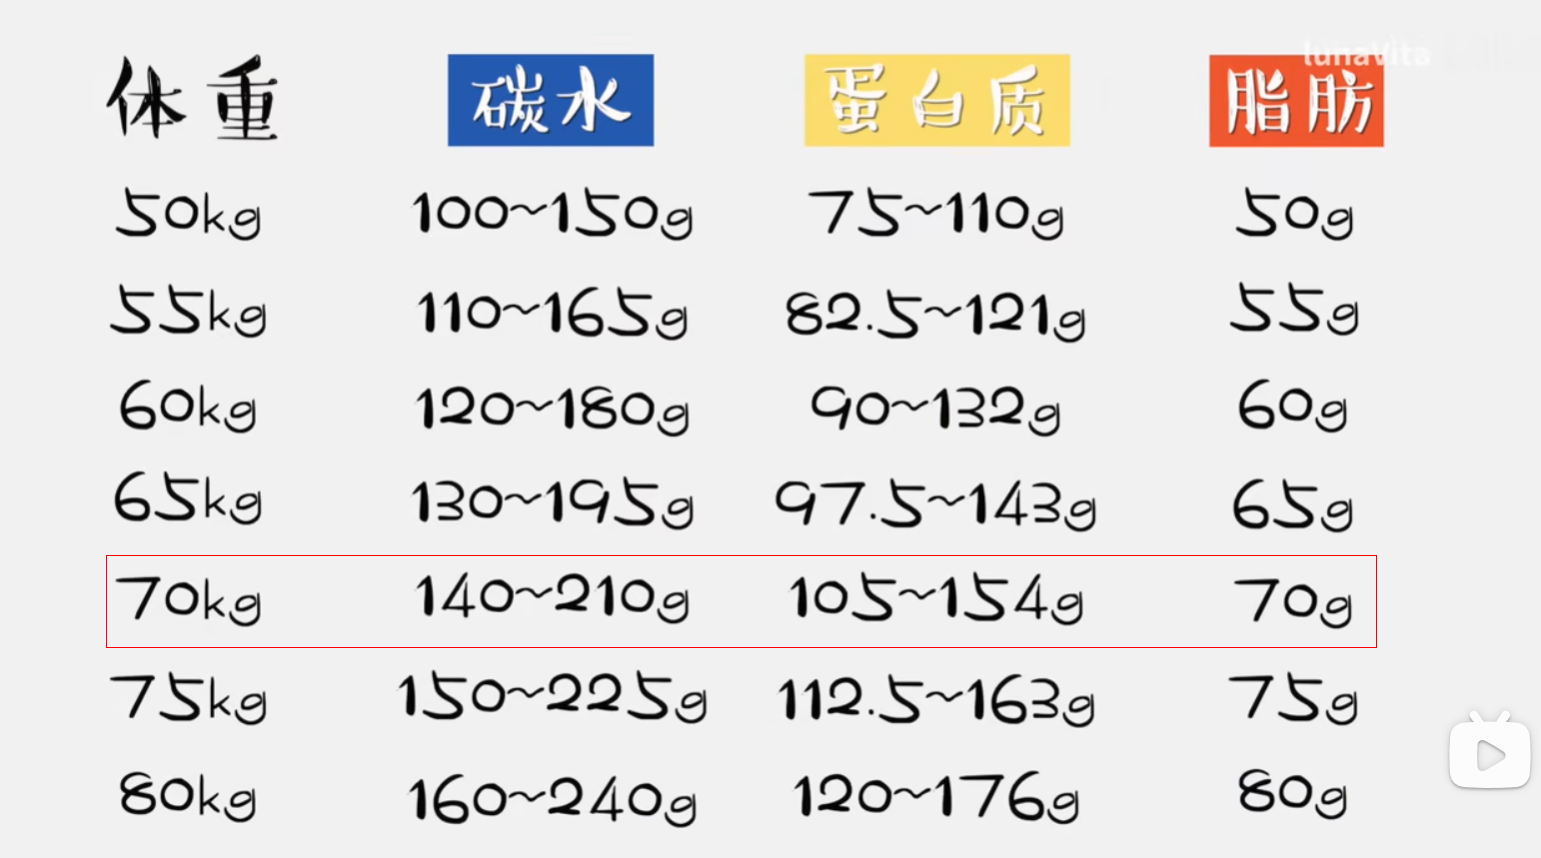 lunaVita
体重 碳水 蛋白质 脂肪
50kg 100~150g 75~110g 50g
55kg 110~165g 82.5~121g 55g
60kg 120~180g 90~132g 60g
65kg 130~195g 97.5~143g 65g
70kg 140~210g 105~154g 70g
75kg 150~225g 112.5~163g 75g
80kg 160~240g 120~176g 80g